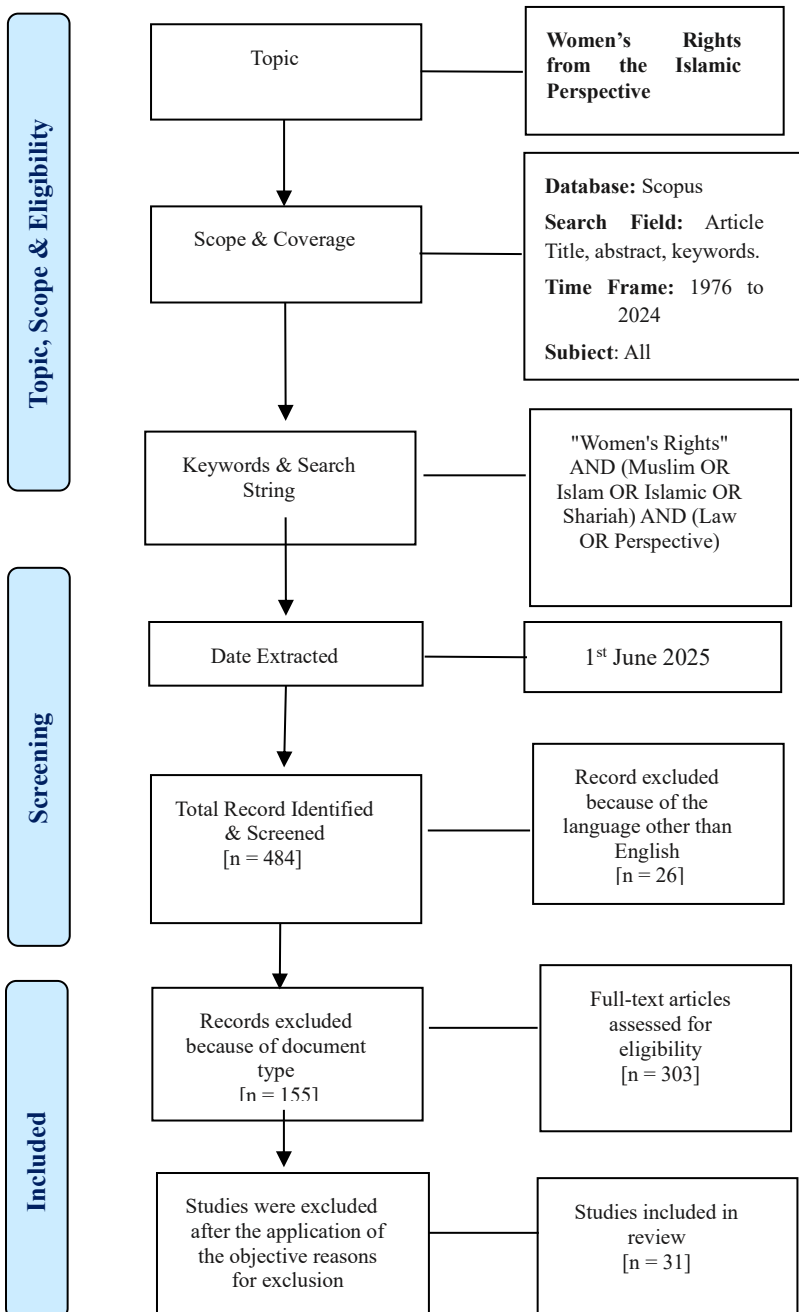 Topic, Scope & Eligibility
Topic
Women's Rights
from the Islamic
Perspective
Scope & Coverage
Database: Scopus
Search Field: Article
Title, abstract, keywords.
Time Frame: 1976 to
2024
Subject: All
Keywords & Search
String
"Women's Rights"
AND (Muslim OR
Islam OR Islamic OR
Shariah) AND (Law
OR Perspective)
Screening
Date Extracted
1st June 2025
Total Record Identified
& Screened
[n = 484]
Record excluded
because of the
language other than
English
[n = 26]
Included
Records excluded
because of document
type
[n = 155]
Full-text articles
assessed for
eligibility
[n = 303]
Studies were excluded
after the application of
the objective reasons
for exclusion
Studies included in
review
[n = 31]